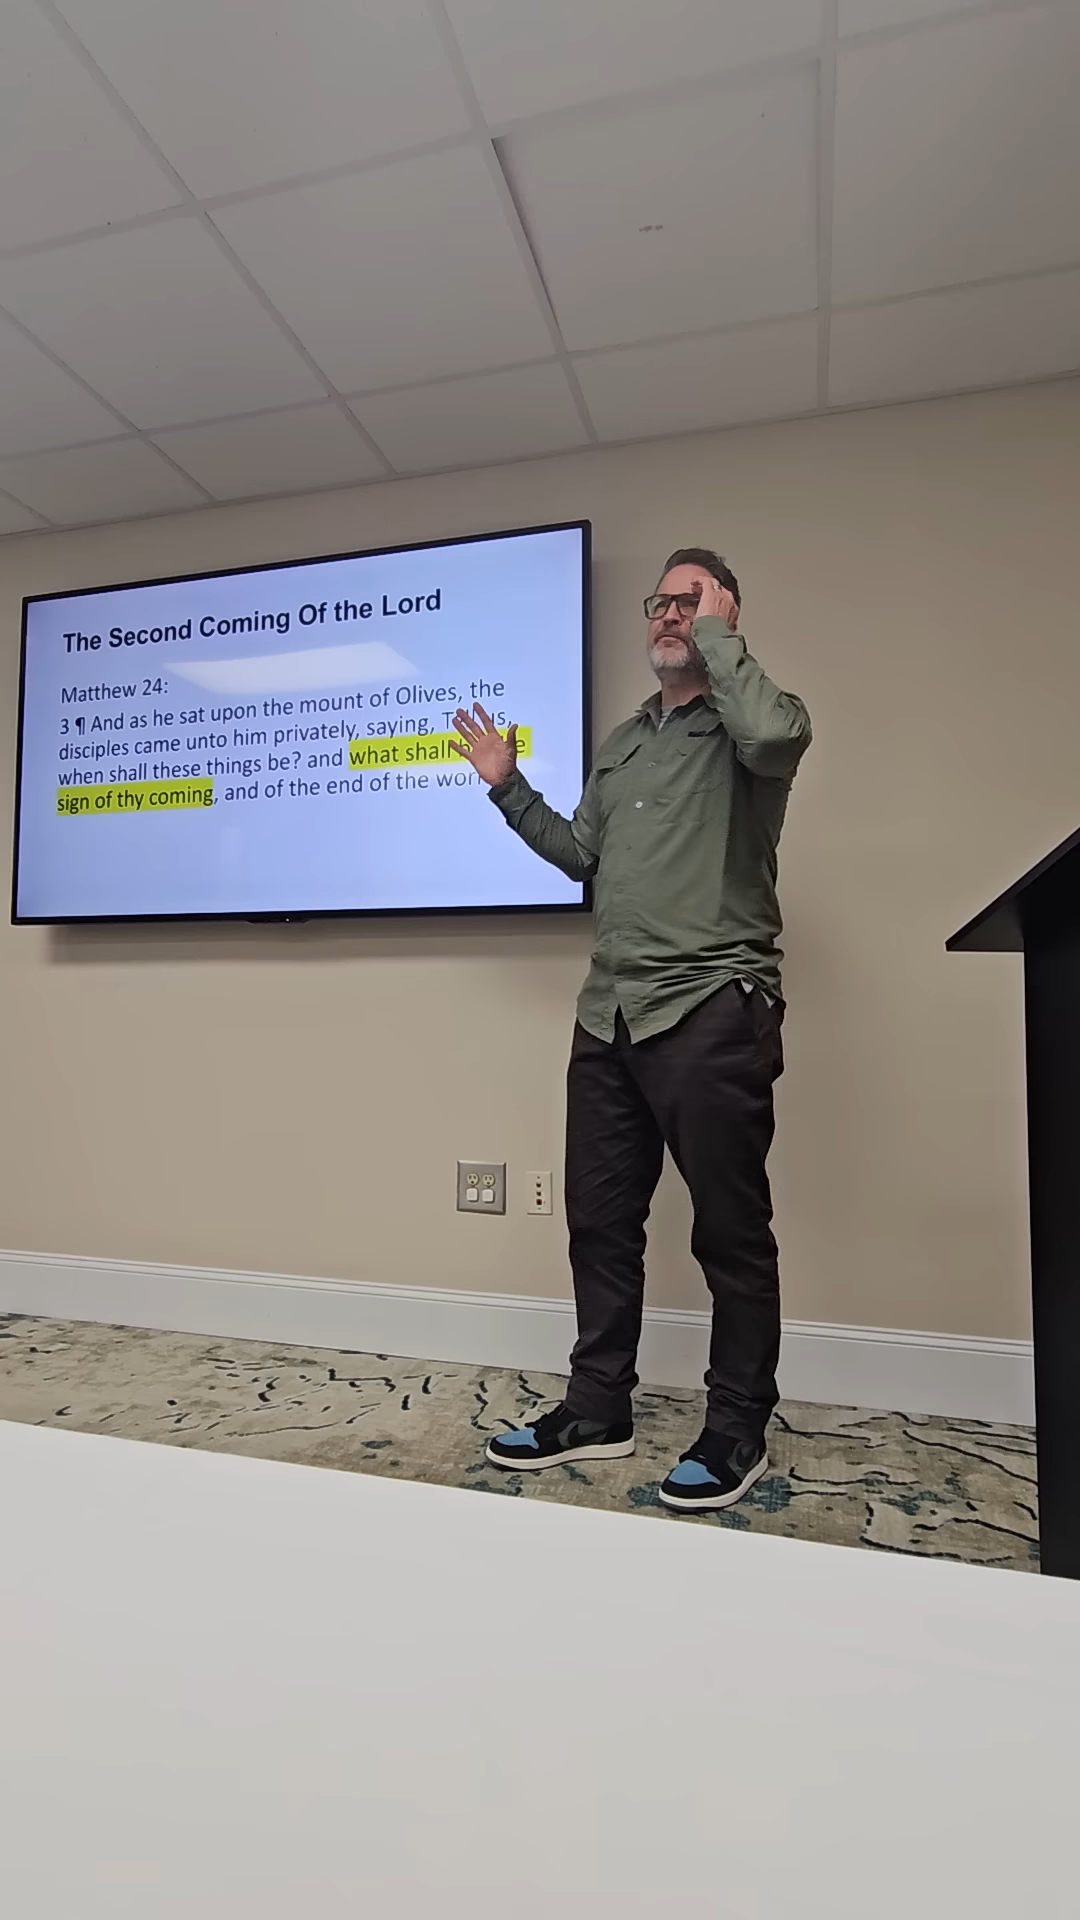 The Second Coming Of the Lord
Matthew 24:
3 ¶ And as he sat upon the mount of Olives, the
disciples came unto him privately, saying, us,
when shall these things be? and what shall
sign of thy coming, and of the end of the